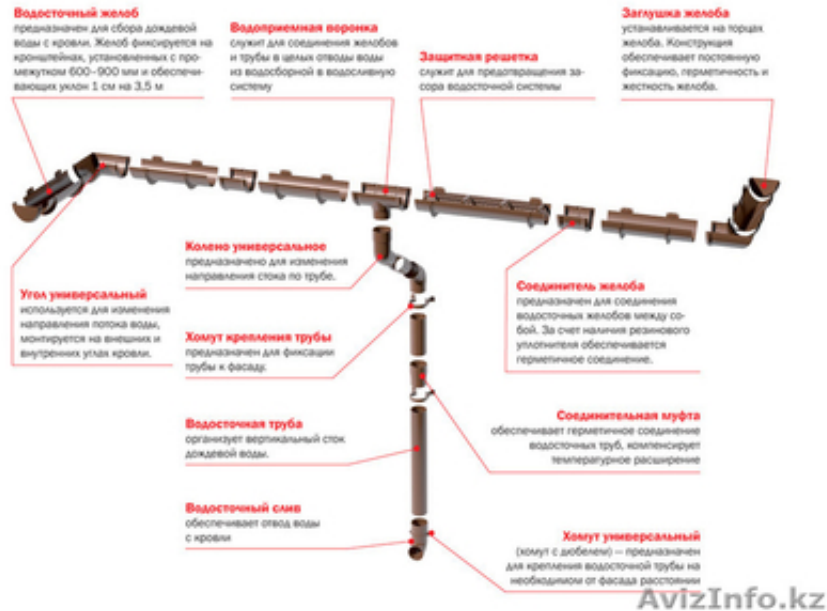 Водосточный желоб
предназначен для сбора дождевой
воды с кровли. Желоб фиксируется на
кронштейнах, установленных с про-
межутком 600–900 мм и обеспечи-
вающих уклон 1 см на 3,5 м
Водоприемная воронка
служит для соединения желобов
и трубы в целых отводы воды
из водосборной в водосливную
систему
Защитная решетка
служит для предотвращения за-
сора водосточной системы
Заглушка желоба
устанавливается на торцах
желоба. Конструкция
обеспечивает постоянную
фиксацию, герметичность и
жесткость желоба.
Угол универсальный
используется для изменения
направления потока воды,
монтируется на внешних и
внутренних углах кровли.
Колено универсальное
предназначено для изменения
направления стока по трубе.
Хомут крепления трубы
предназначен для фиксации
трубы к фасаду.
Водосточная труба
организует вертикальный сток
дождевой воды.
Водосточный слив
обеспечивает отвод воды
с кровли
Соединитель желоба
предназначен для соединения
водосточных желобов между со-
бой. За счет наличия резинового
уплотнителя обеспечивается
герметичное соединение.
Соединительная муфта
обеспечивает герметичное соединение
водосточных труб, компенсирует
температурное расширение
Хомут универсальный
(хомут с дюбелем) — предназначен
для крепления водосточной трубы на
необходимом от фасада расстоянии
AvizInfo.kz